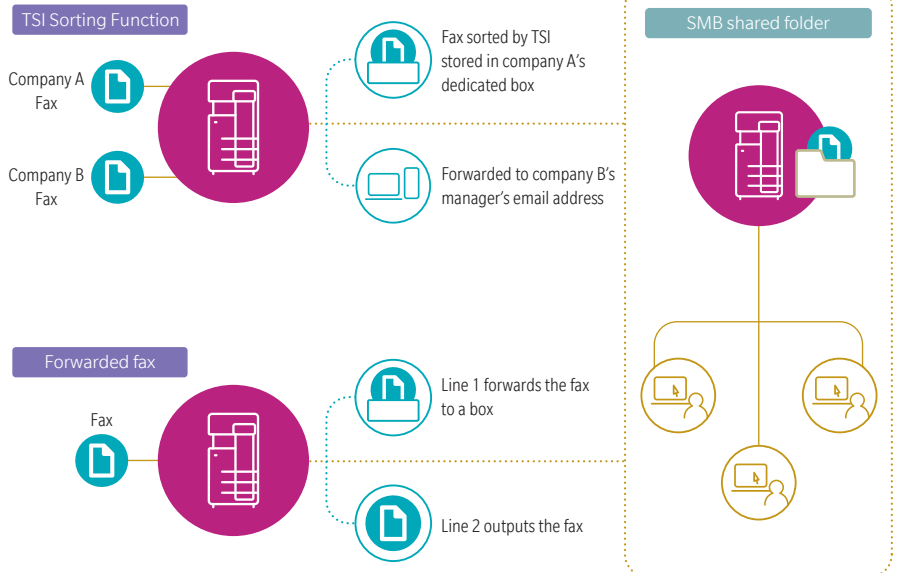 TSI Sorting Function
Company A
Fax
Company B
Fax
Fax sorted by TSI
stored in company A's
dedicated box
Forwarded to company B's
manager's email address
Forwarded fax
Fax
Line 1 forwards the fax
to a box
Line 2 outputs the fax
SMB shared folder